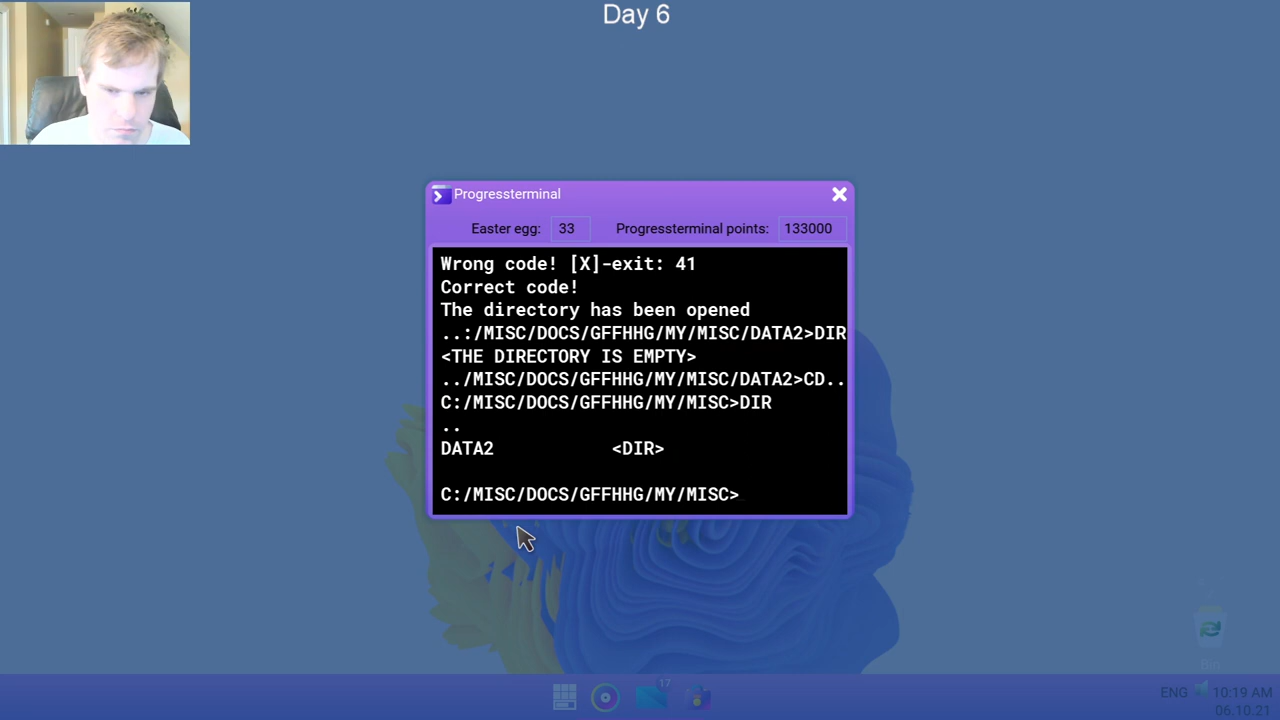 Day 6
Progressterminal
Easter egg: 33 Progressterminal points: 133000
Wrong code! [X]-exit: 41
Correct code!
The directory has been opened
..:/MISC/DOCS/GFFHHG/MY/MISC/DATA2>DIR
<THE DIRECTORY IS EMPTY>
../MISC/DOCS/GFFHHG/MY/MISC/DATA2>CD..
C:/MISC/DOCS/GFFHHG/MY/MISC>DIR
..
DATA2 <DIR>
C:/MISC/DOCS/GFFHHG/MY/MISC>
Bin
17
ENG 10:19 AM
06.10.21